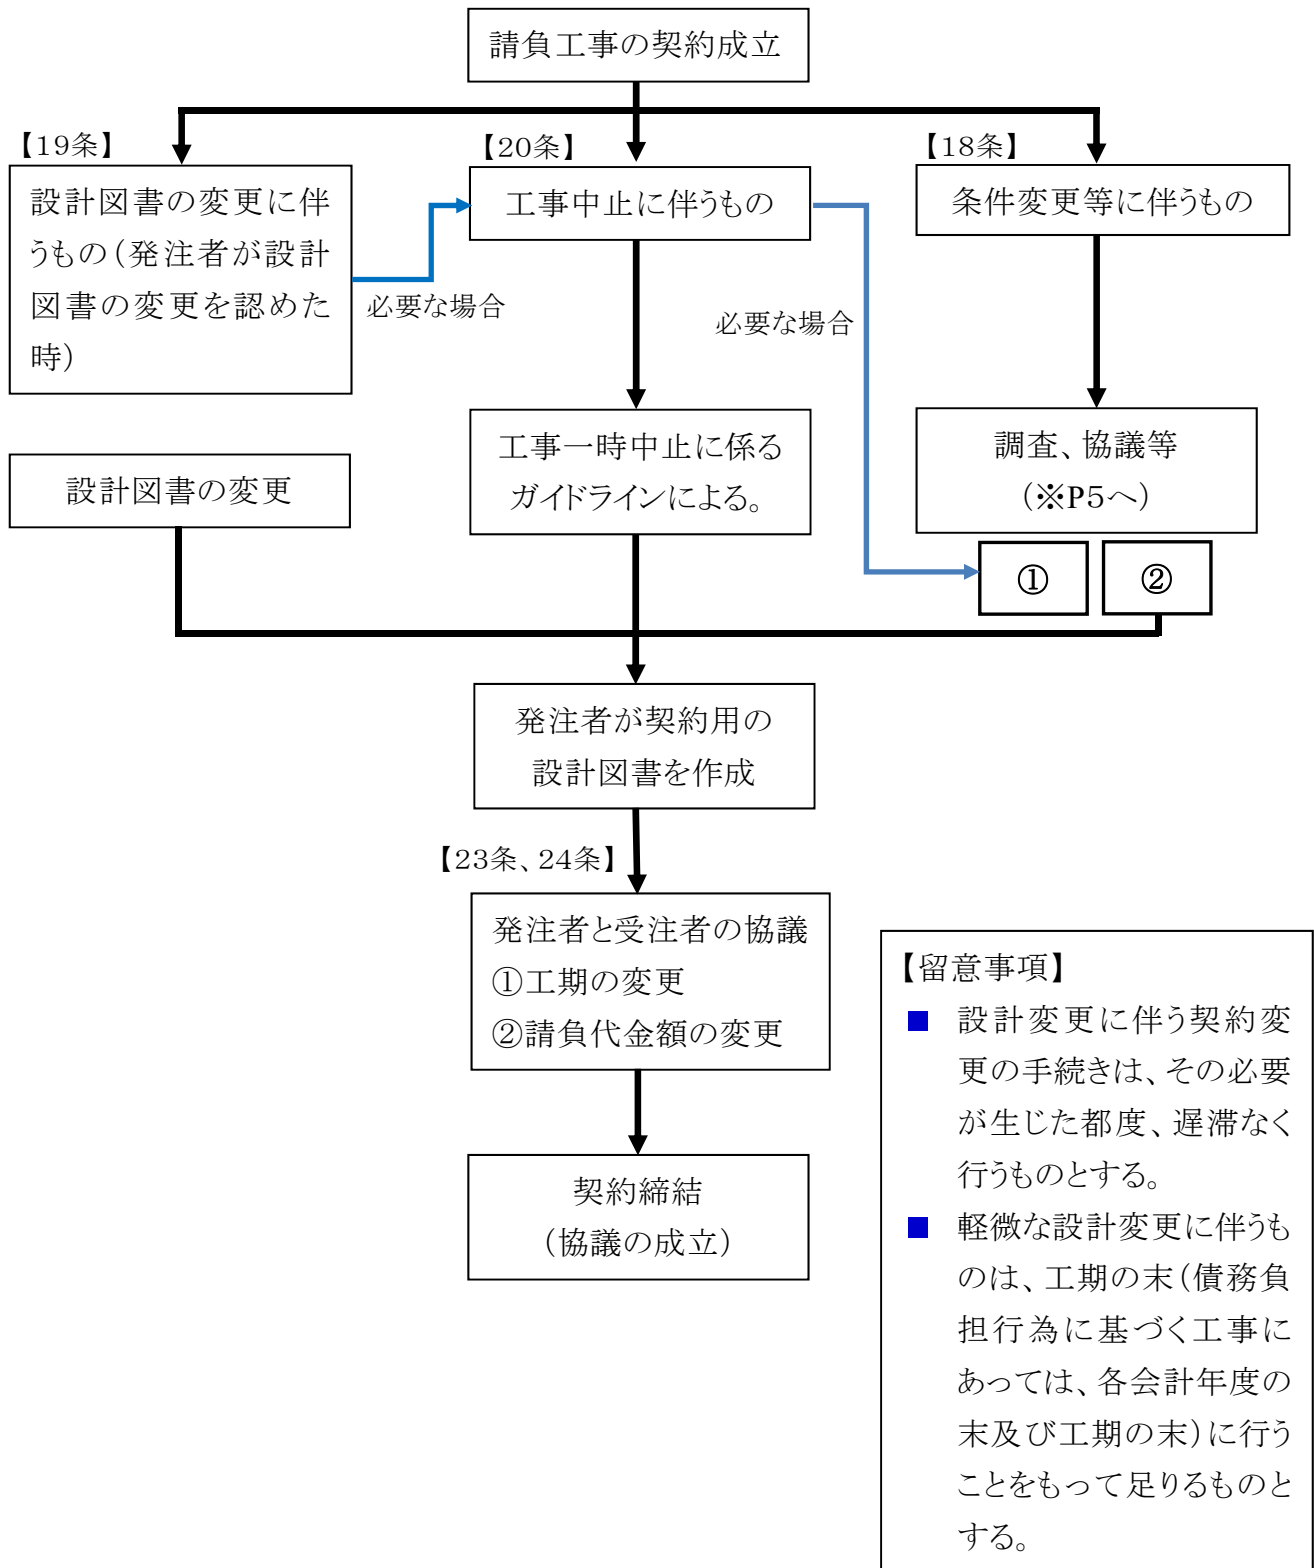 請負工事の契約成立
【19条】
【20条】
【18条】
設計図書の変更に伴
うもの(発注者が設計
図書の変更を認めた
時)
工事中止に伴うもの
条件変更等に伴うもの
必要な場合
必要な場合
設計図書の変更
工事一時中止に係る
ガイドラインによる。
調査、協議等
(※P5へ)
①
②
発注者が契約用の
設計図書を作成
【23条、24条】
発注者と受注者の協議
①工期の変更
②請負代金額の変更
契約締結
(協議の成立)
【留意事項】
■ 設計変更に伴う契約変
更の手続きは、その必要
が生じた都度、遅滞なく
行うものとする。
■ 軽微な設計変更に伴うも
のは、工期の末(債務負
担行為に基づく工事に
あっては、各会計年度の
末及び工期の末)に行う
ことをもって足りるものと
する。